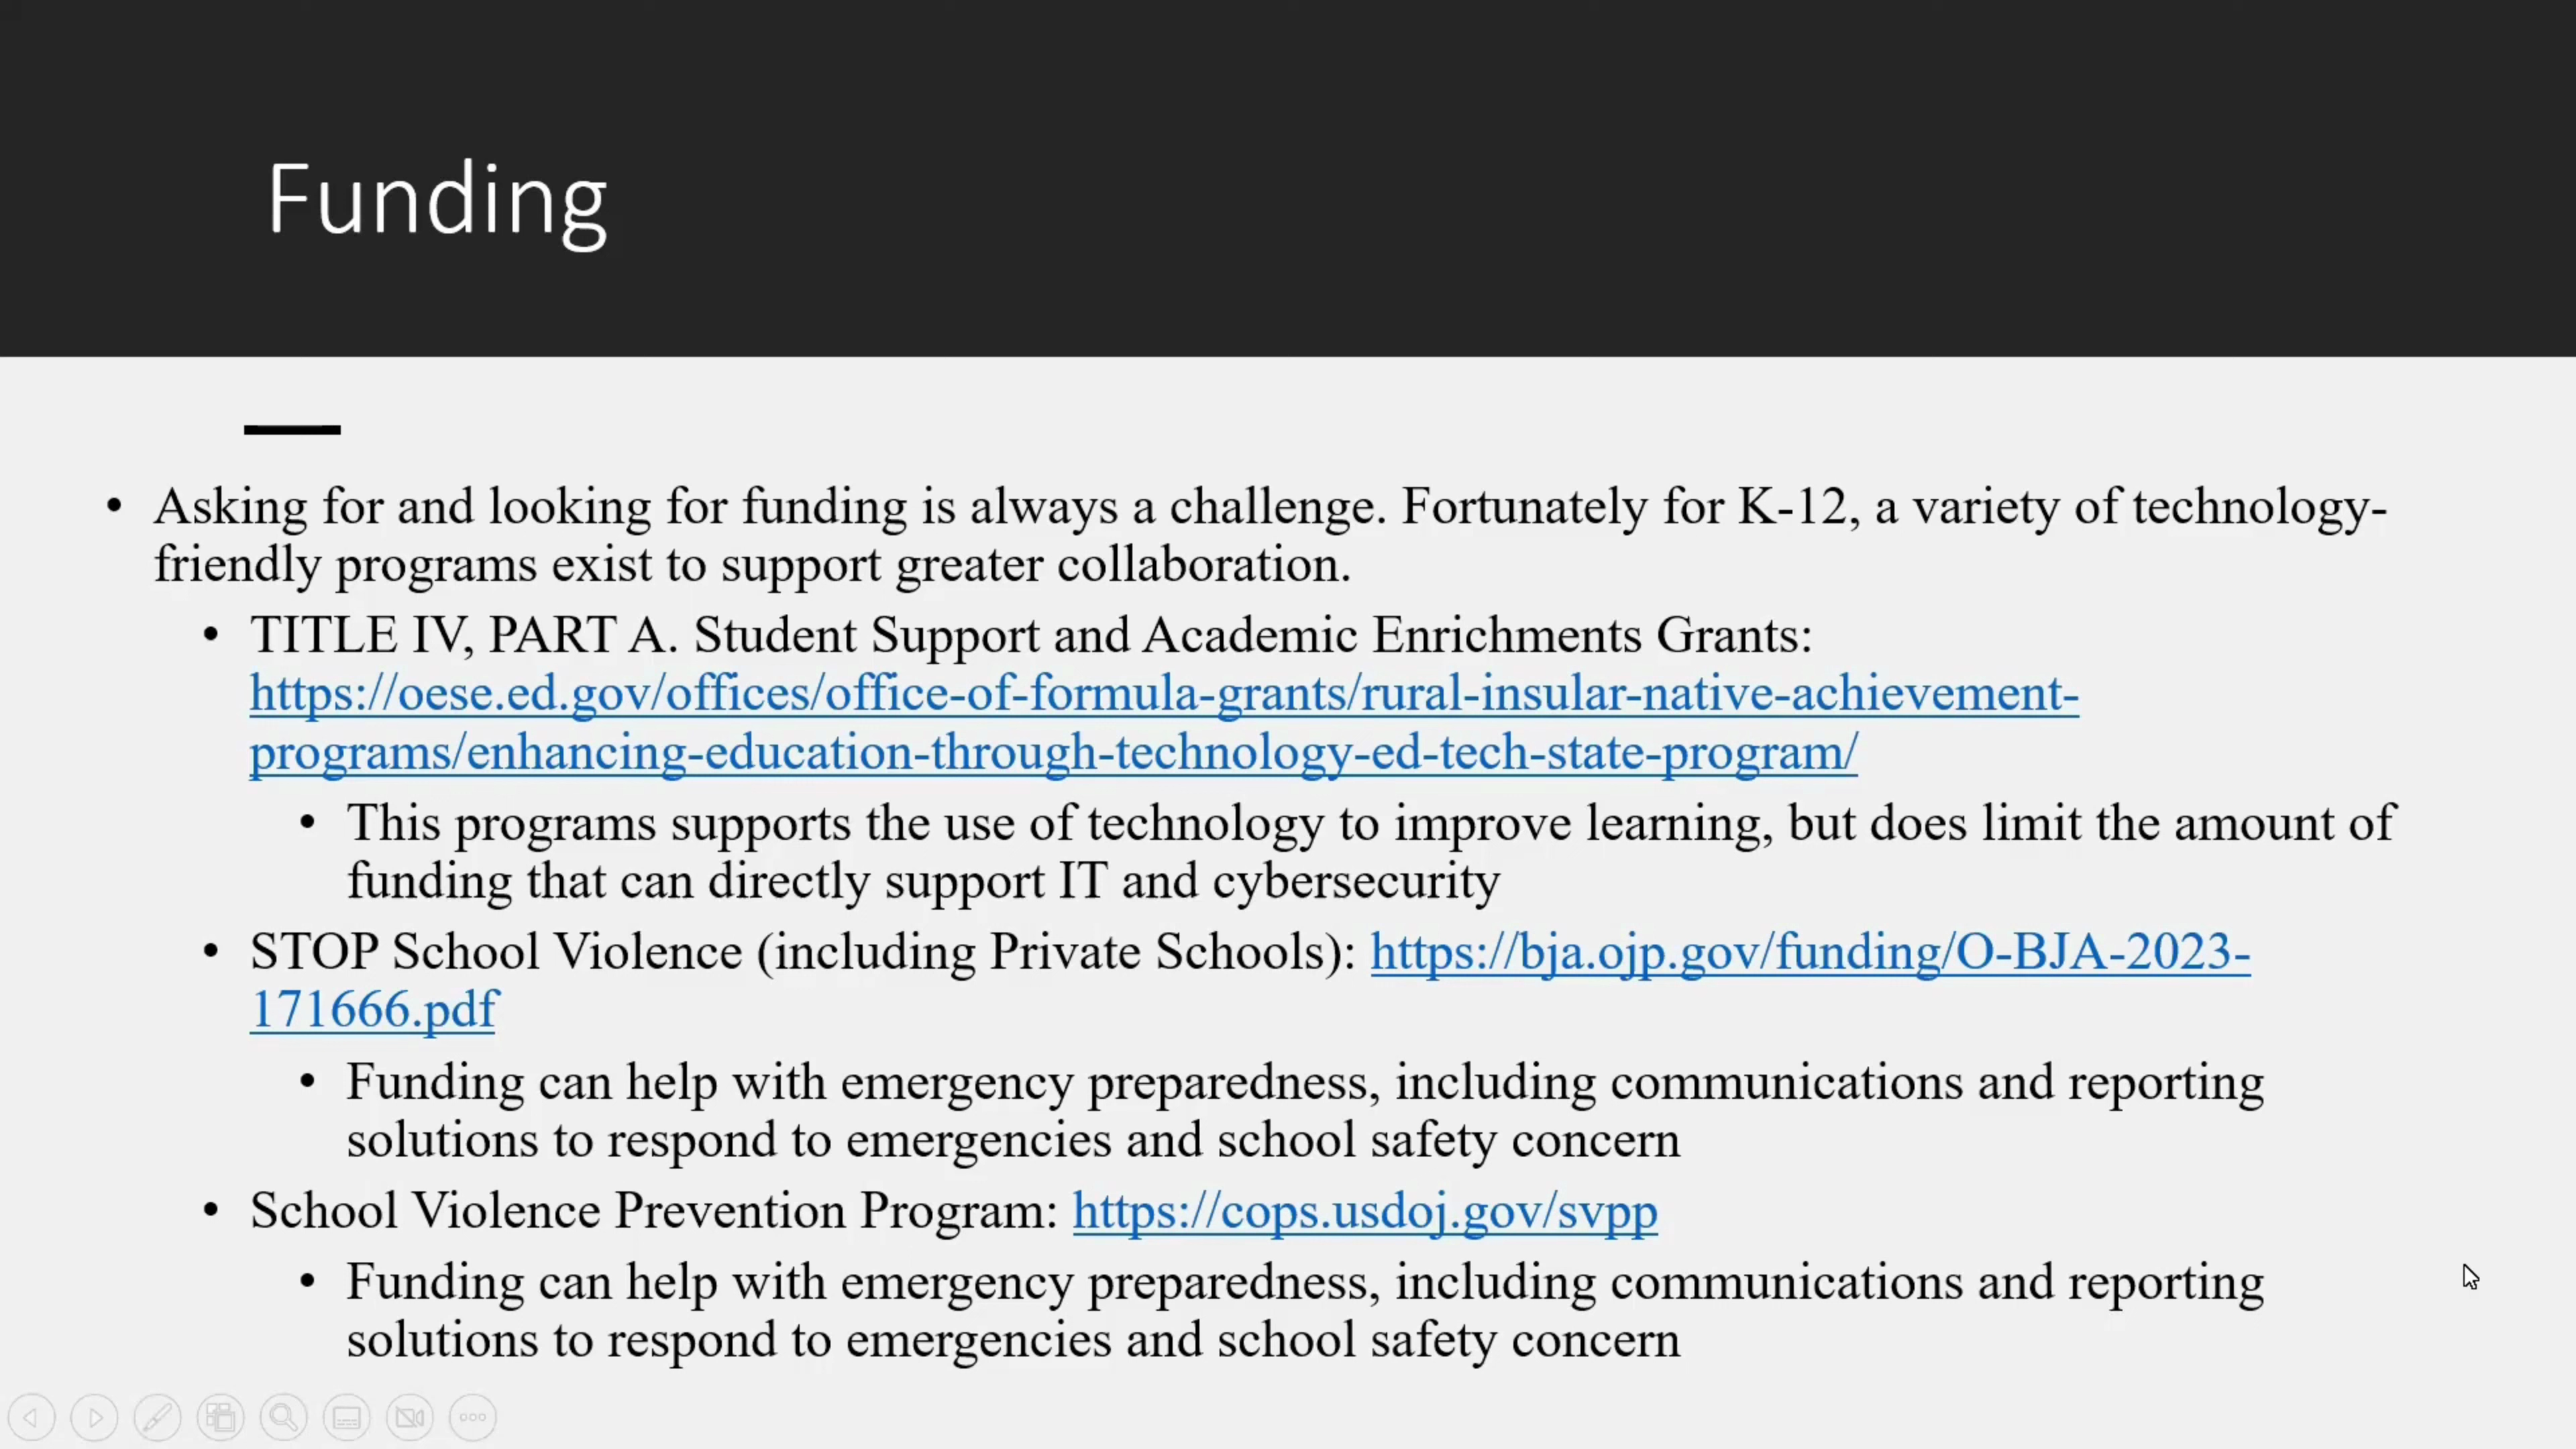 Funding
• Asking for and looking for funding is always a challenge. Fortunately for K-12, a variety of technology-
friendly programs exist to support greater collaboration.
• TITLE IV, PART A. Student Support and Academic Enrichments Grants:
https://oese.ed.gov/offices/office-of-formula-grants/rural-insular-native-achievement-
programs/enhancing-education-through-technology-ed-tech-state-program/
• This programs supports the use of technology to improve learning, but does limit the amount of
funding that can directly support IT and cybersecurity
• STOP School Violence (including Private Schools): https://bja.ojp.gov/funding/O-BJA-2023-
171666.pdf
• Funding can help with emergency preparedness, including communications and reporting
solutions to respond to emergencies and school safety concern
• School Violence Prevention Program: https://cops.usdoj.gov/svpp
• Funding can help with emergency preparedness, including communications and reporting
solutions to respond to emergencies and school safety concern